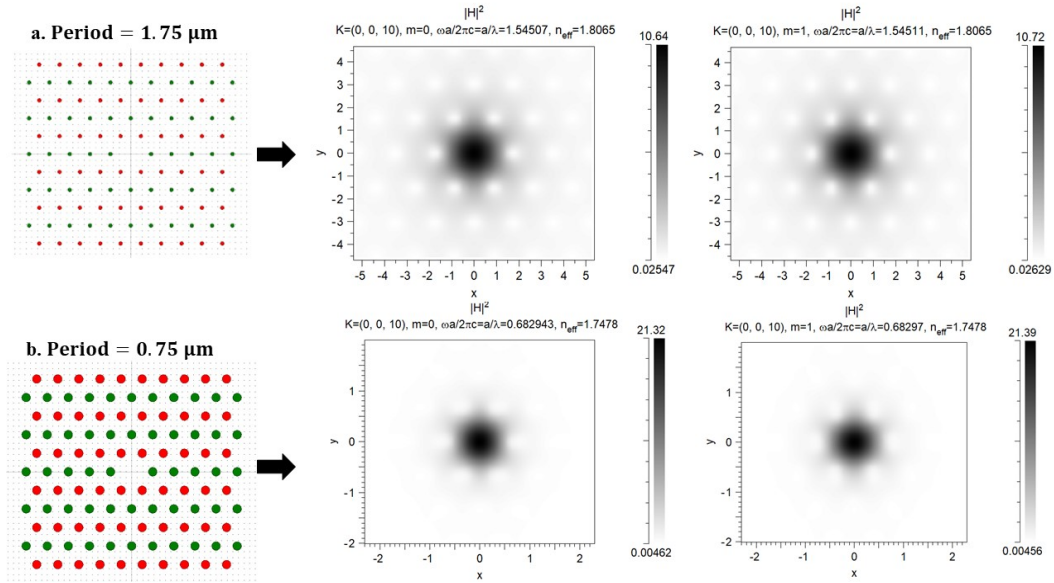 a. Period = 1.75 μm
|H|²
K=(0, 0, 10), m=0, ωa/2πc=a/λ=1.54507, n_eff=1.8065
10.64
4
3
2
1
0
-1
-2
-3
-4
y
-5 -4 -3 -2 -1 0 1 2 3 4 5
x
0.02547
|H|²
K=(0, 0, 10), m=1, ωa/2πc=a/λ=1.54511, n_eff=1.8065
10.72
4
3
2
1
0
-1
-2
-3
-4
y
-5 -4 -3 -2 -1 0 1 2 3 4 5
x
0.02629
b. Period = 0.75 μm
|H|²
K=(0, 0, 10), m=0, ωa/2πc=a/λ=0.682943, n_eff=1.7478
21.32
1
0
-1
-2
y
-2 -1 0 1 2
x
0.00462
|H|²
K=(0, 0, 10), m=1, ωa/2πc=a/λ=0.68297, n_eff=1.7478
21.39
1
0
-1
-2
y
-2 -1 0 1 2
x
0.00456